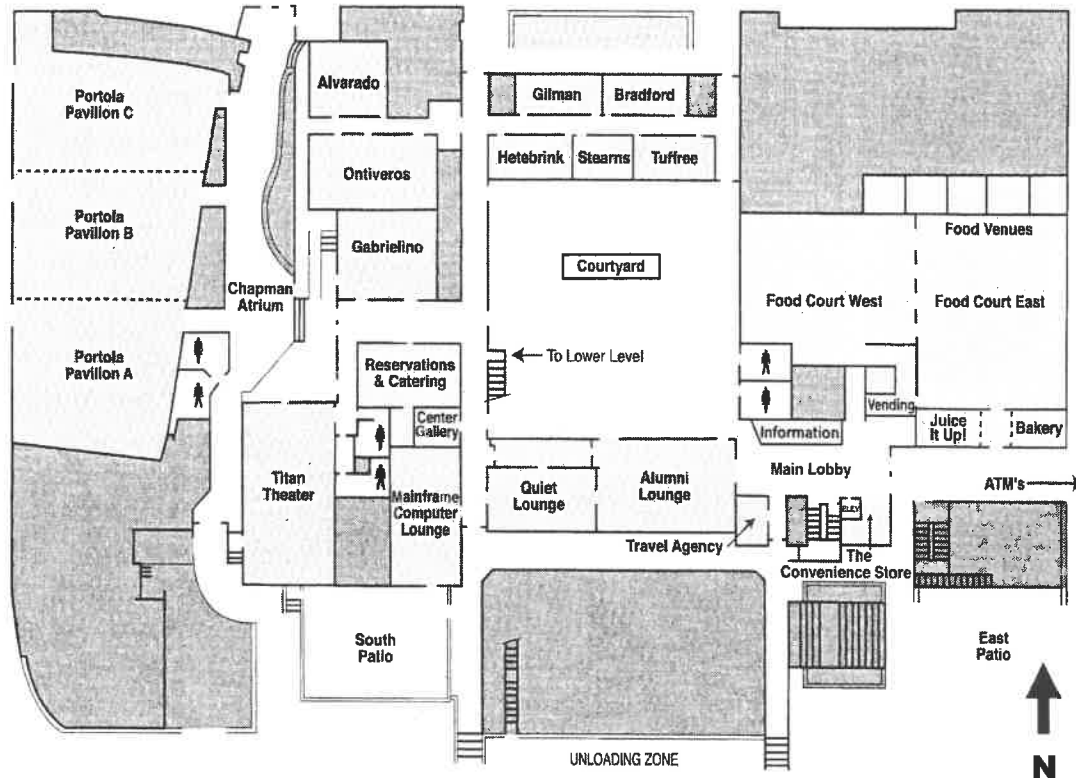 Alvarado
Gilman
Bradford
Portola
Pavilion C
Hetebrink
Stearns
Tuffree
Ontiveros
Portola
Pavilion B
Food Venues
Gabrielino
Courtyard
Chapman
Atrium
Food Court West
Food Court East
Portola
Pavilion A
Reservations
& Catering
To Lower Level
Center
Gallery
Vending
Information
Juice
It Up!
Bakery
Titan
Theater
Mainframe
Computer
Lounge
Quiet
Lounge
Alumni
Lounge
Main Lobby
ATM's
ELEV
Travel Agency
The
Convenience Store
South
Patio
East
Patio
UNLOADING ZONE
N